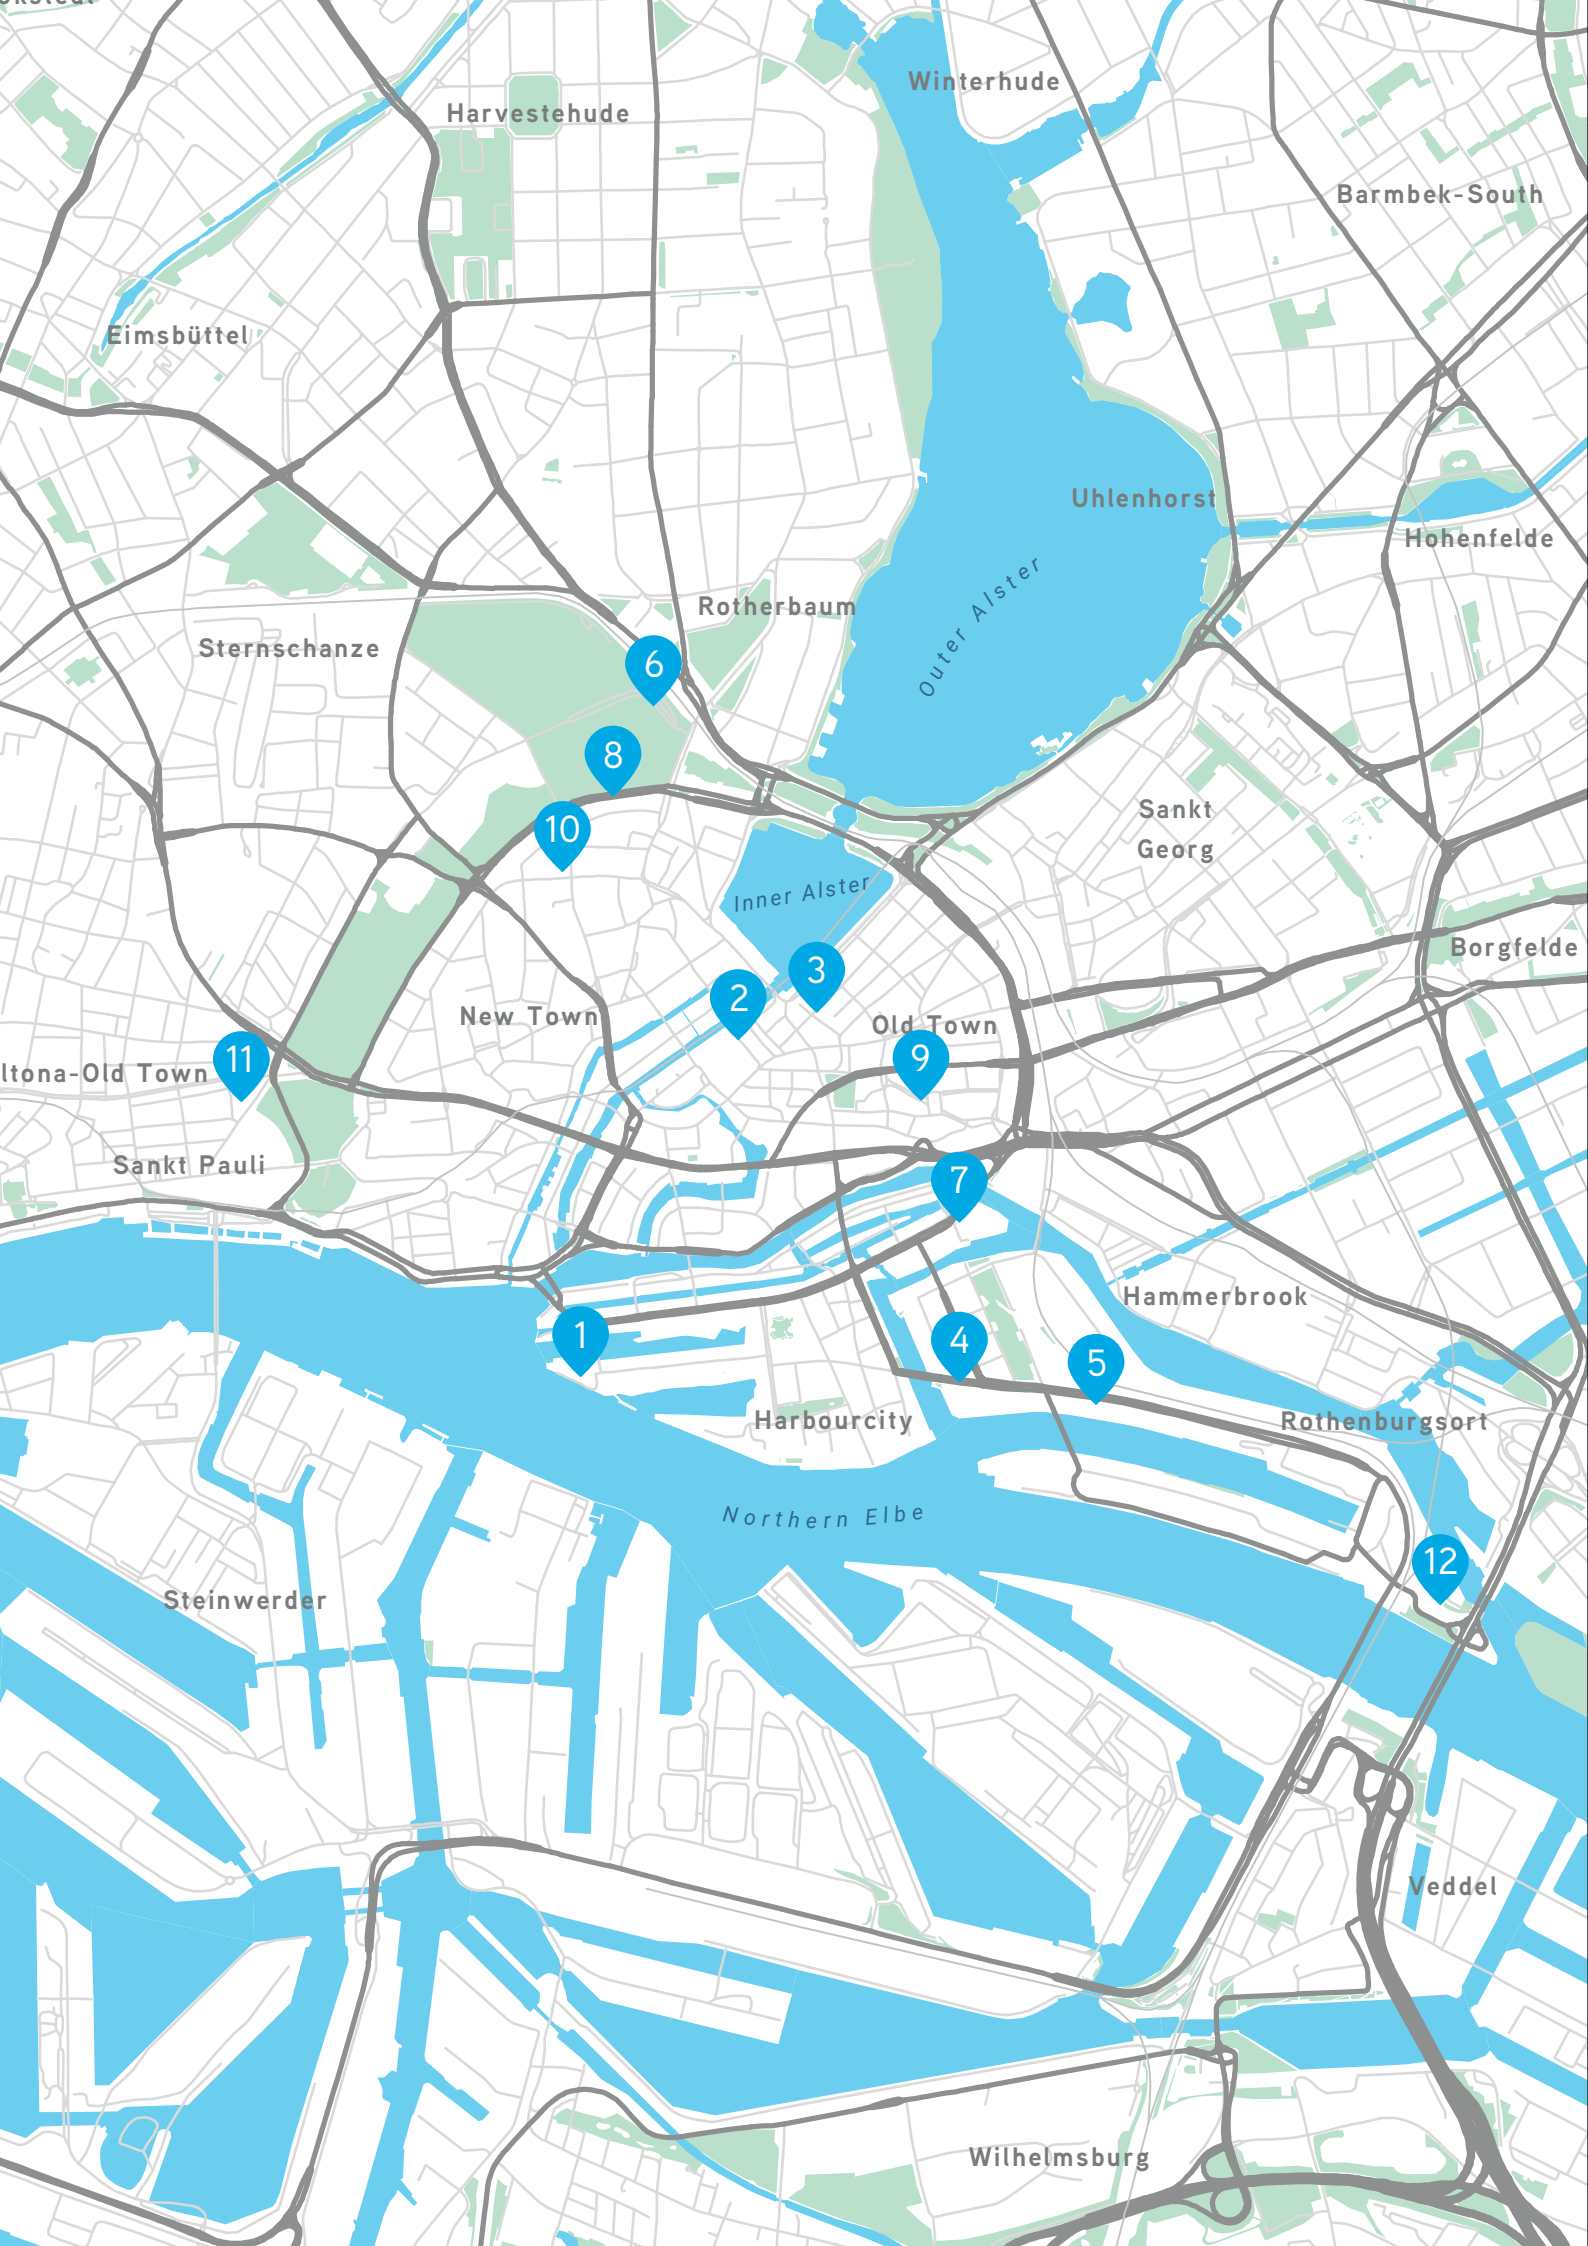 Winterhude
Harvestehude
Barmbek-South
Eimsbüttel
Uhlenhorst
Hohenfelde
Outer Alster
Rotherbaum
Sternschanze
6
8
10
Sankt
Georg
Inner Alster
Borgfelde
3
2
New Town
Old Town
9
11
ltona-Old Town
Sankt Pauli
7
Hammerbrook
1
4
5
Harbourcity
Rothenburgsort
Northern Elbe
12
Steinwerder
Veddel
Wilhelmsburg